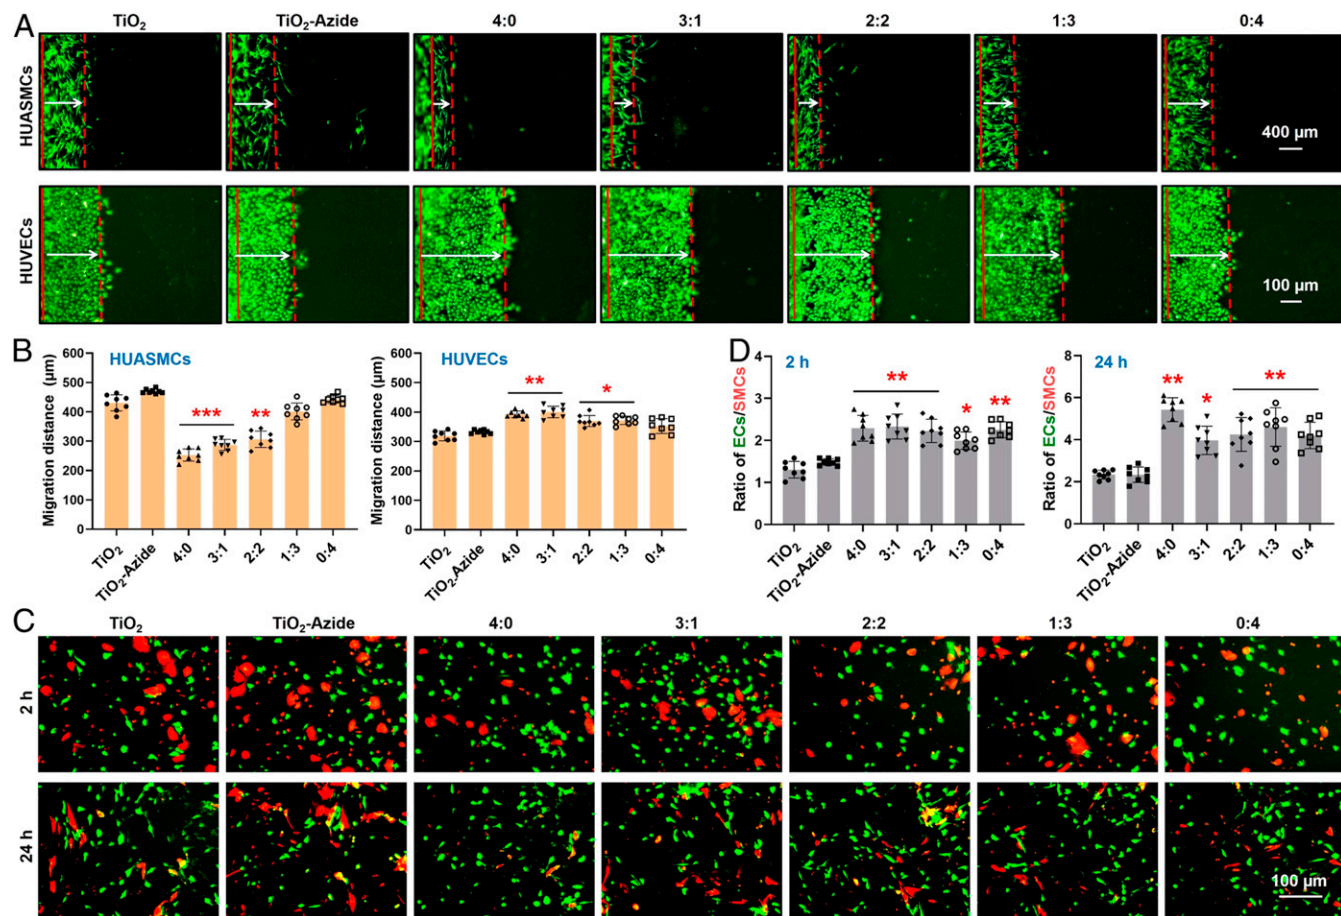 A
TiO2 TiO2-Azide 4:0 3:1 2:2 1:3 0:4
HUASMCs
400 µm
HUVECs
100 µm
B
HUASMCs
Migration distance (µm)
600
500
400
300
200
100
0
*** **
TiO2 TiO2-Azide 4:0 3:1 2:2 1:3 0:4
HUVECs
Migration distance (µm)
600
500
400
300
200
100
0
** *
TiO2 TiO2-Azide 4:0 3:1 2:2 1:3 0:4
D
2 h
Ratio of ECs/SMCs
4
3
2
1
0
** * **
TiO2 TiO2-Azide 4:0 3:1 2:2 1:3 0:4
24 h
Ratio of ECs/SMCs
8
6
4
2
0
** * **
TiO2 TiO2-Azide 4:0 3:1 2:2 1:3 0:4
C
TiO2 TiO2-Azide 4:0 3:1 2:2 1:3 0:4
2 h
24 h
100 µm